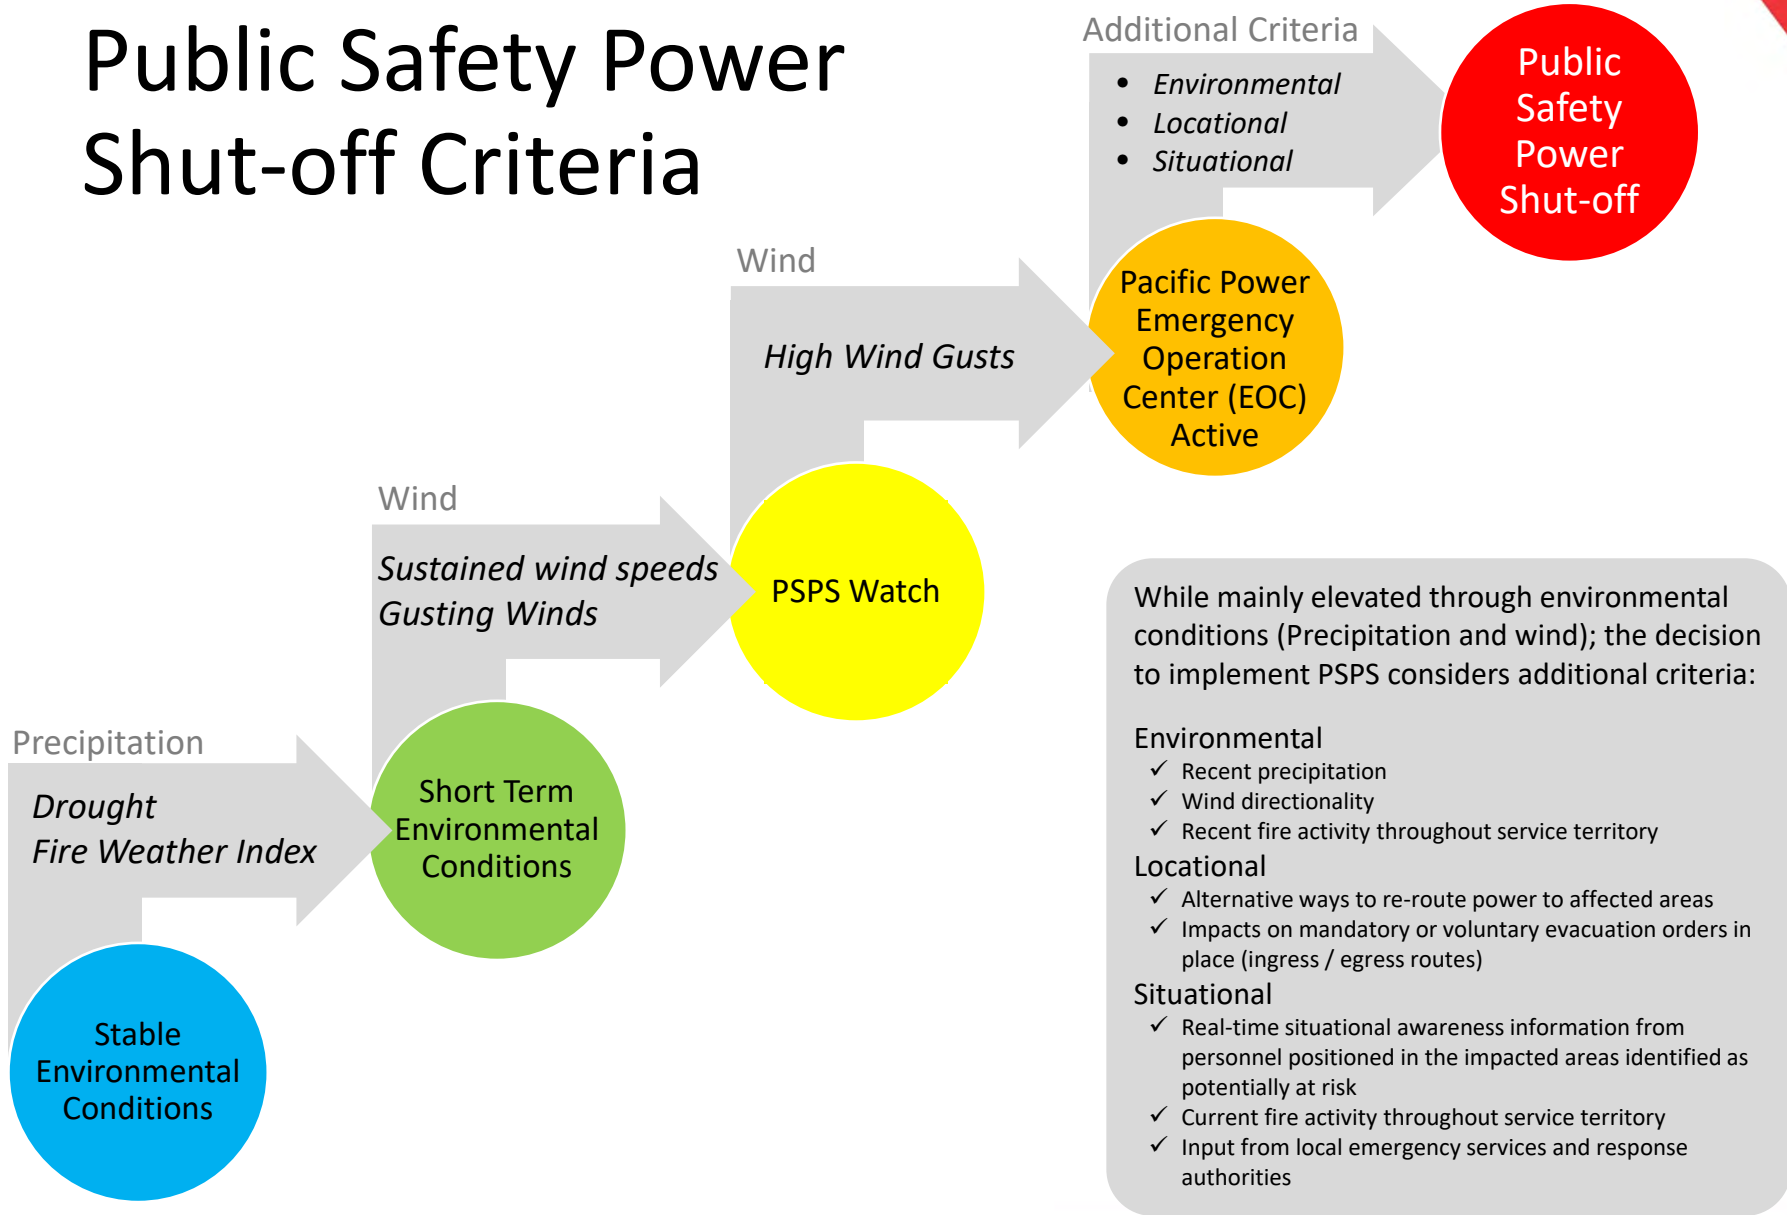 Public Safety Power
Shut-off Criteria
Additional Criteria
• Environmental
• Locational
• Situational
Public
Safety
Power
Shut-off
Wind
High Wind Gusts
Pacific Power
Emergency
Operation
Center (EOC)
Active
Wind
Sustained wind speeds
Gusting Winds
PSPS Watch
Precipitation
Drought
Fire Weather Index
Short Term
Environmental
Conditions
Stable
Environmental
Conditions
While mainly elevated through environmental
conditions (Precipitation and wind); the decision
to implement PSPS considers additional criteria:
Environmental
✓ Recent precipitation
✓ Wind directionality
✓ Recent fire activity throughout service territory
Locational
✓ Alternative ways to re-route power to affected areas
✓ Impacts on mandatory or voluntary evacuation orders in
place (ingress / egress routes)
Situational
✓ Real-time situational awareness information from
personnel positioned in the impacted areas identified as
potentially at risk
✓ Current fire activity throughout service territory
✓ Input from local emergency services and response
authorities